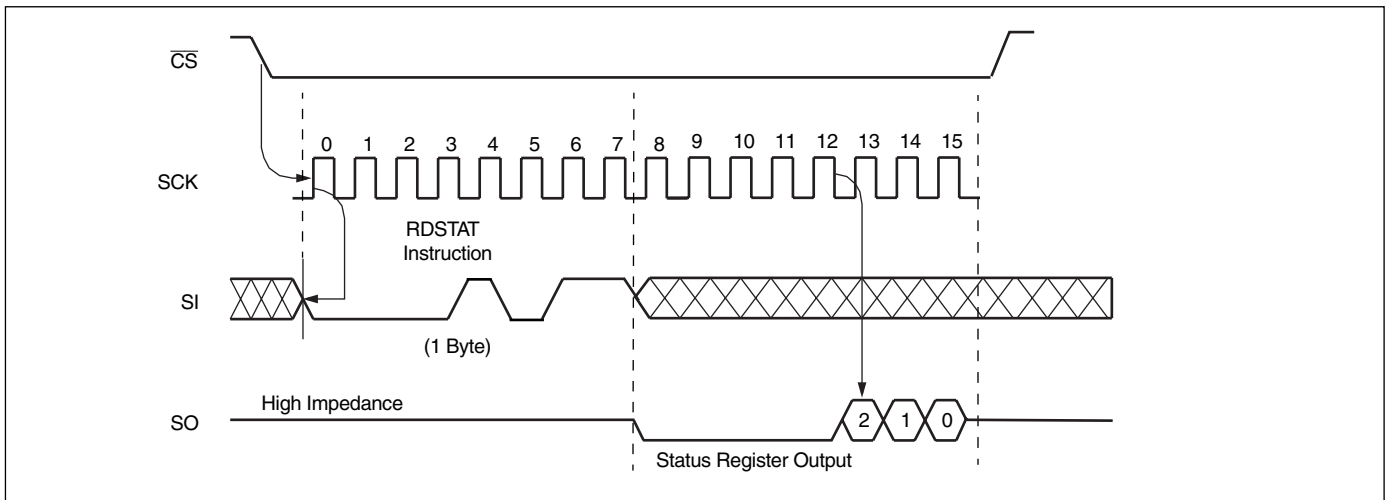 CS
0 1 2 3 4 5 6 7 8 9 10 11 12 13 14 15
SCK
RDSTAT
Instruction
SI
(1 Byte)
High Impedance
SO
2 1 0
Status Register Output